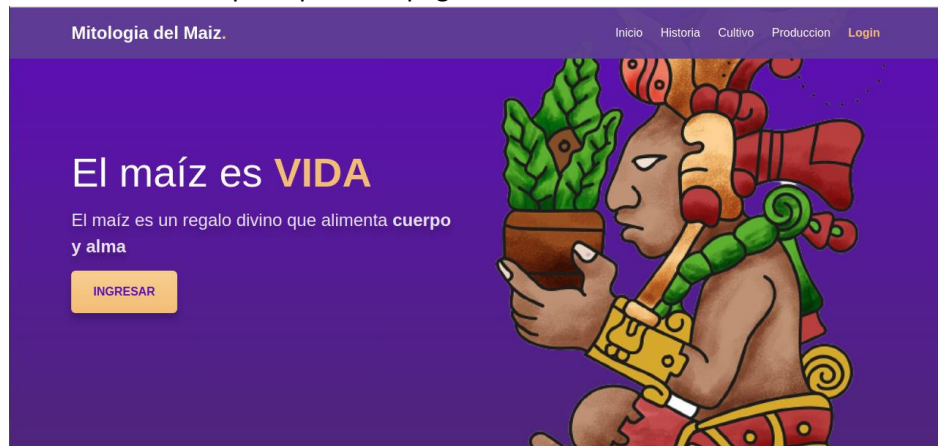 Mitologia del Maiz.
Inicio Historia Cultivo Produccion Login
El maíz es VIDA
El maíz es un regalo divino que alimenta cuerpo
y alma
INGRESAR